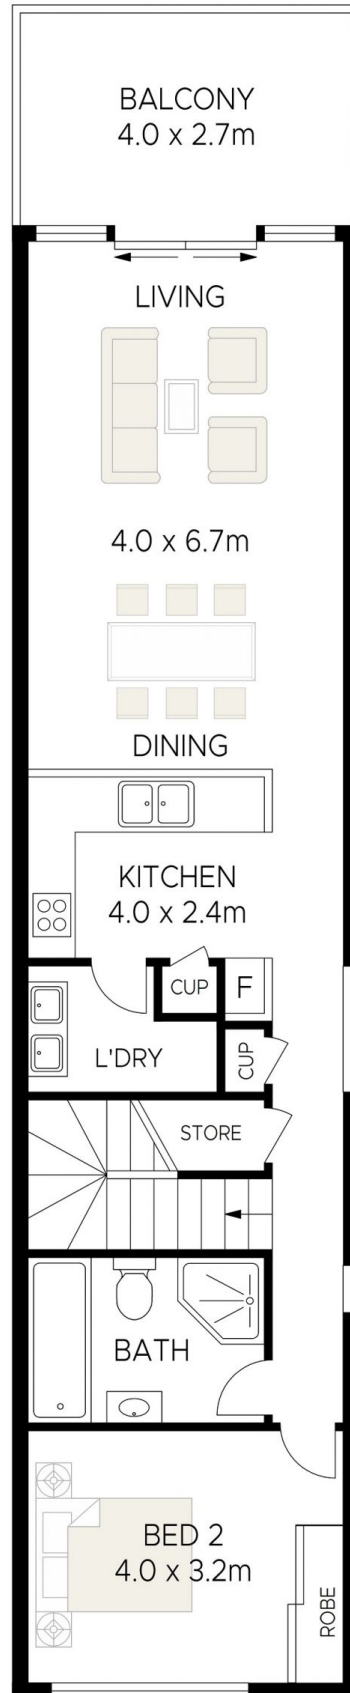 BALCONY
4.0 x 2.7m
LIVING
4.0 x 6.7m
DINING
KITCHEN
4.0 x 2.4m
CUP
F
L'DRY
CUP
STORE
BATH
BED 2
4.0 x 3.2m
ROBE